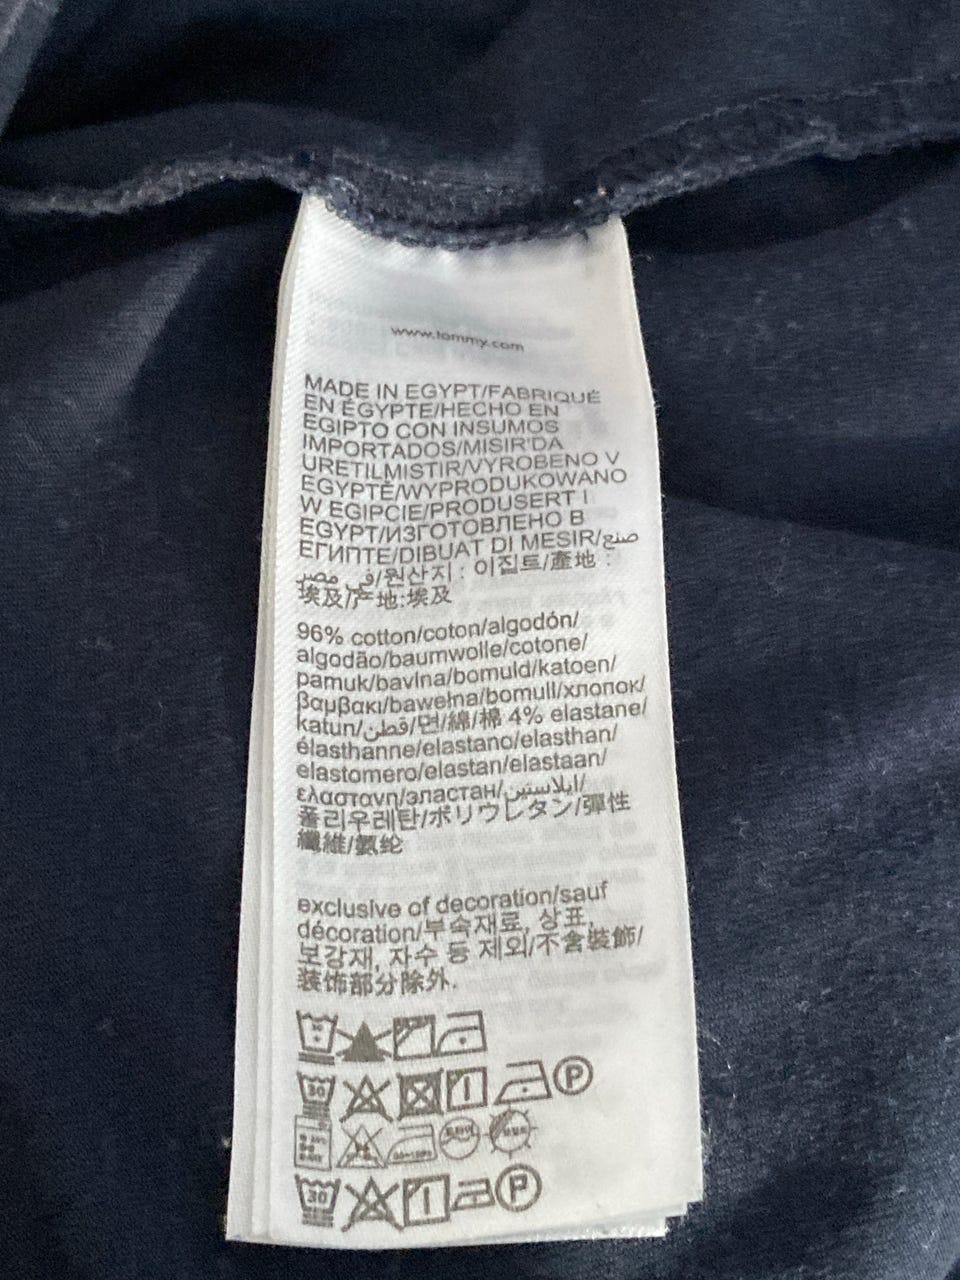 www.tommy.com
MADE IN EGYPT/FABRIQUÉ
EN ÉGYPTE/HECHO EN
EGIPTO CON INSUMOS
IMPORTADOS/MISIR'DA
URETILMISTIR/VYROBENO V
EGYPTĚ/WYPRODUKOWANO
W EGIPCIE/PRODUSERT I
EGYPT/ИЗГОТОВЛЕНО В
ЕГИПТЕ/DIBUAT DI MESIR/صنع
في مصر/원산지 : 이집트/產地 :
埃及/产地:埃及
96% cotton/coton/algodón/
algodão/baumwolle/cotone/
pamuk/bavlna/bomuld/katoen/
βαμβακι/bawełna/bomull/хлопок/
katun/قطن/면/綿/棉 4% elastane/
élasthanne/elastano/elasthan/
elastomero/elastan/elastaan/
ελαστανη/эластан/ايلاستين/
폴리우레탄/ポリウレタン/彈性
纖維/氨纶
exclusive of decoration/sauf
décoration/부속재료, 상표,
보강재, 자수 등 제외/不含裝飾/
装饰部分除外.
30
30 P
30 P